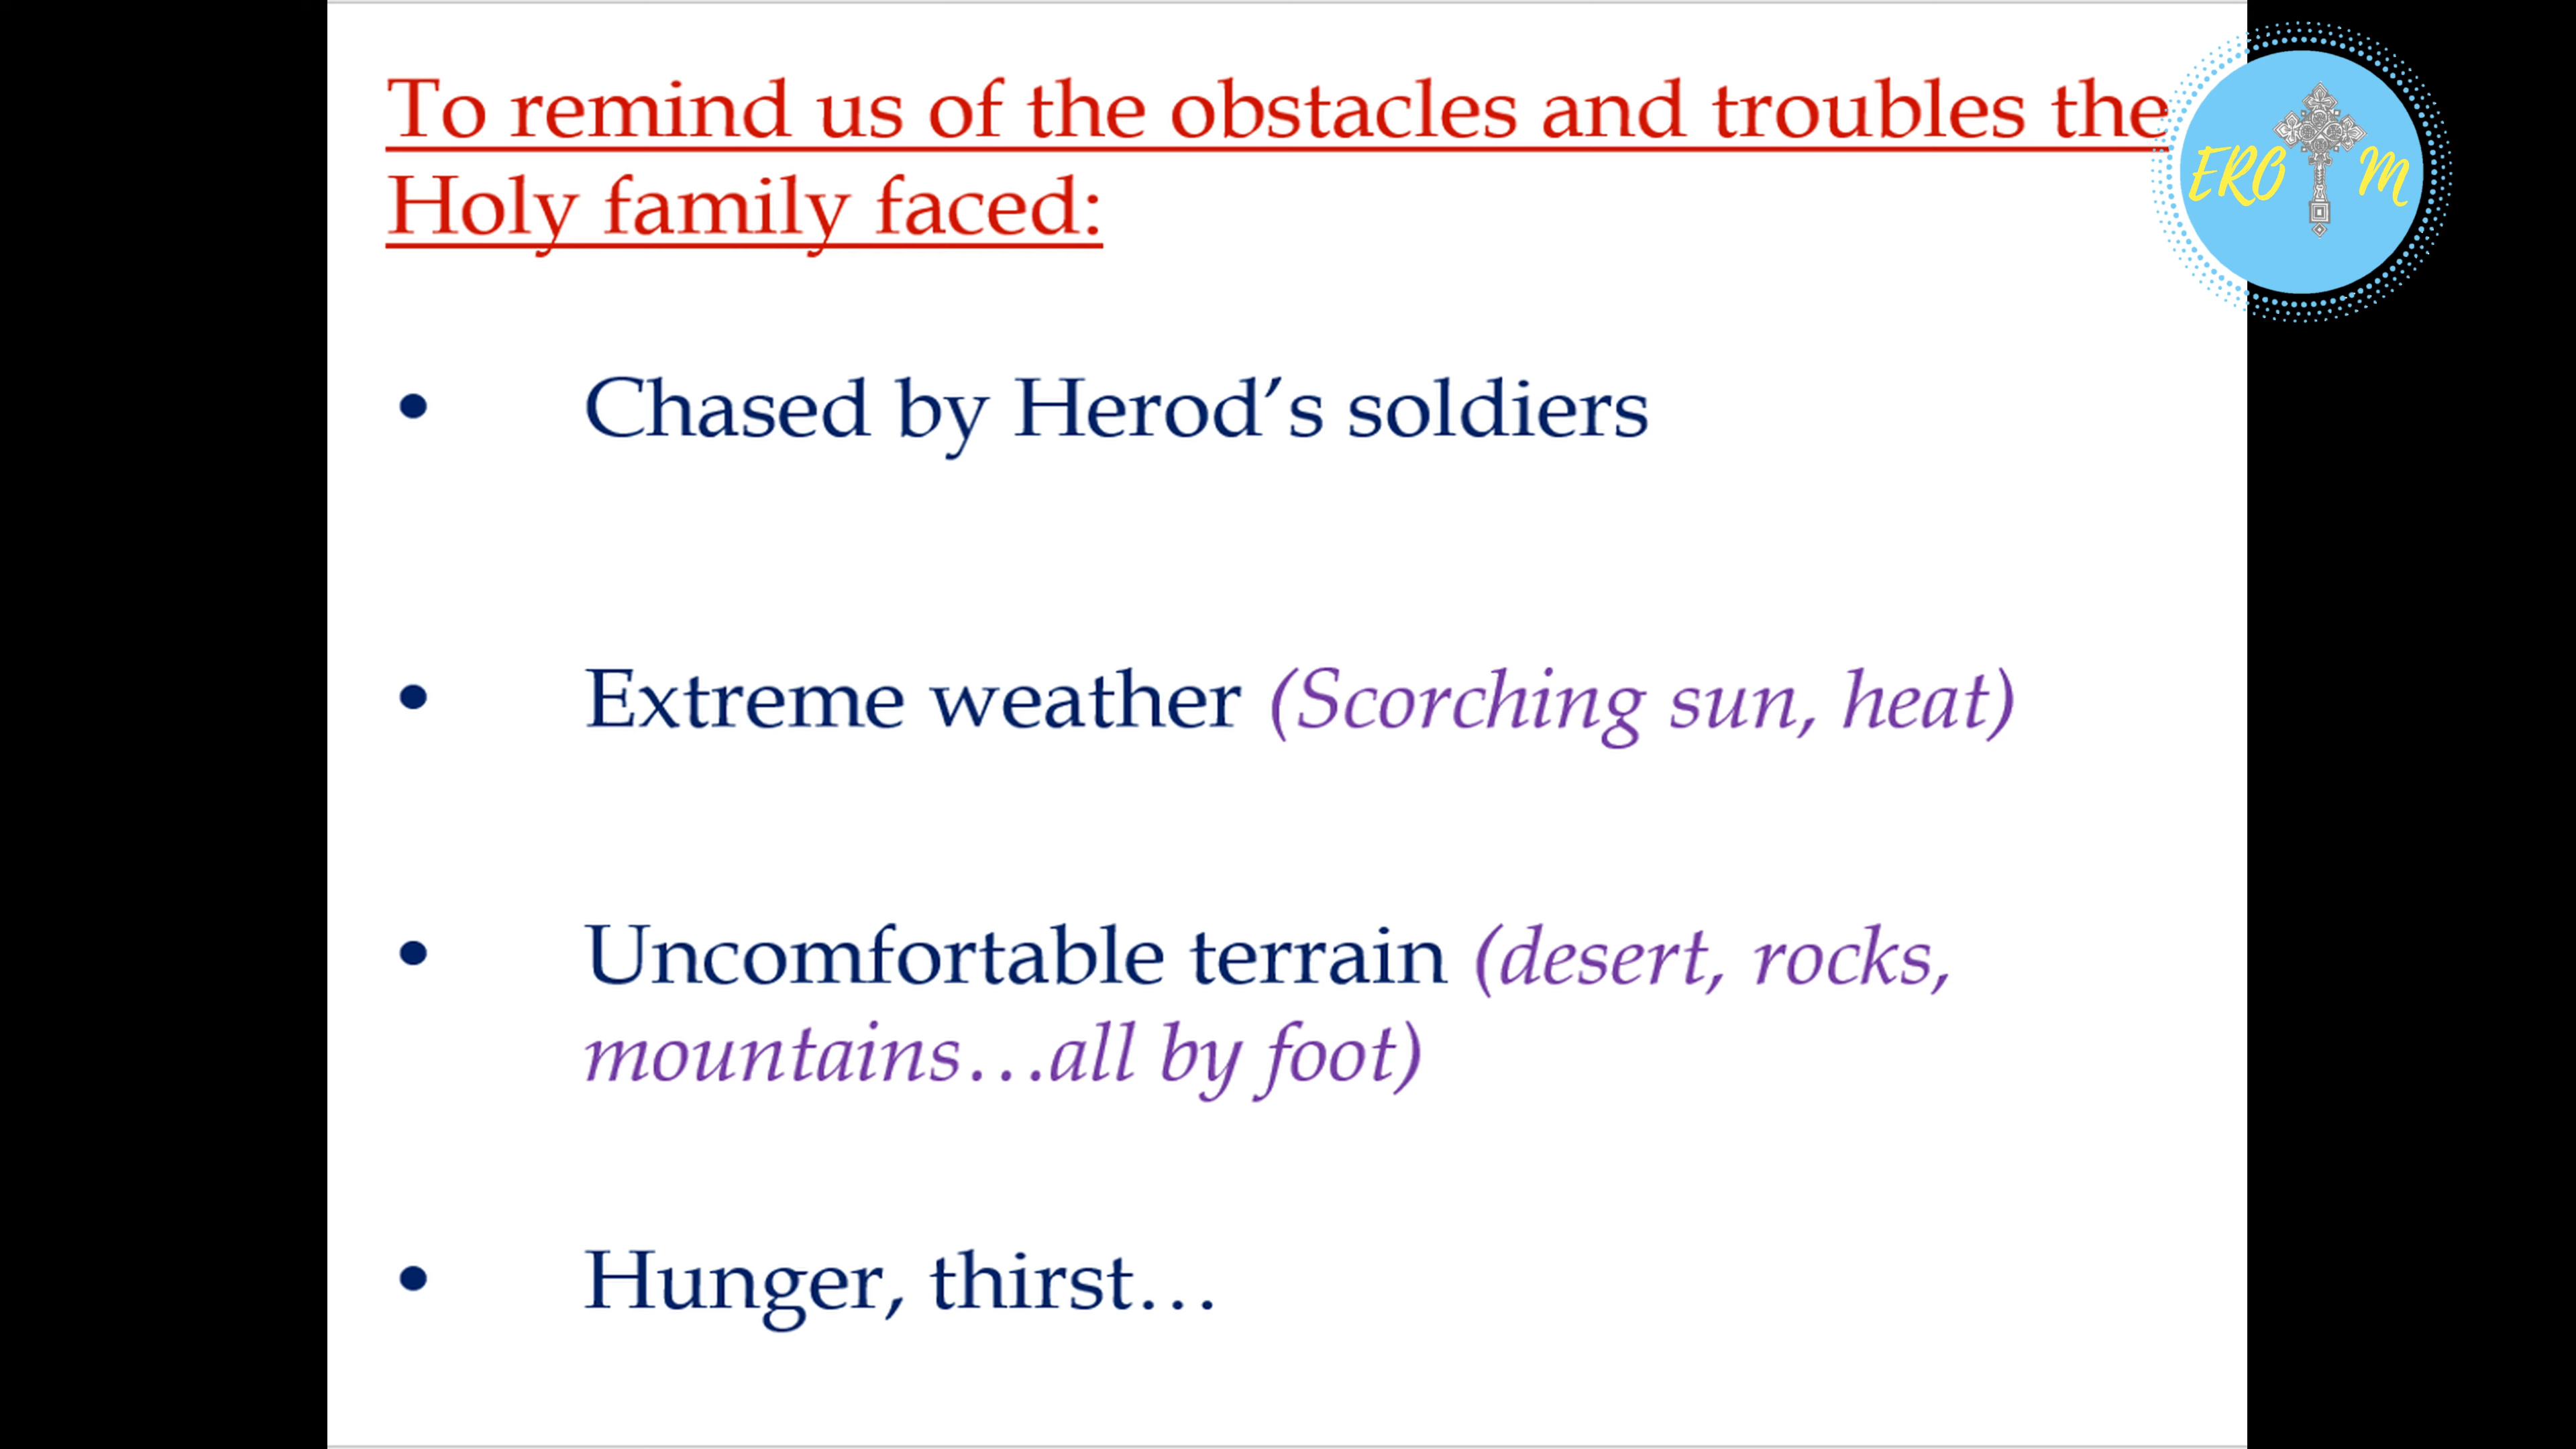 To remind us of the obstacles and troubles the
Holy family faced:
• Chased by Herod’s soldiers
• Extreme weather (Scorching sun, heat)
• Uncomfortable terrain (desert, rocks,
mountains…all by foot)
• Hunger, thirst…
ERO M